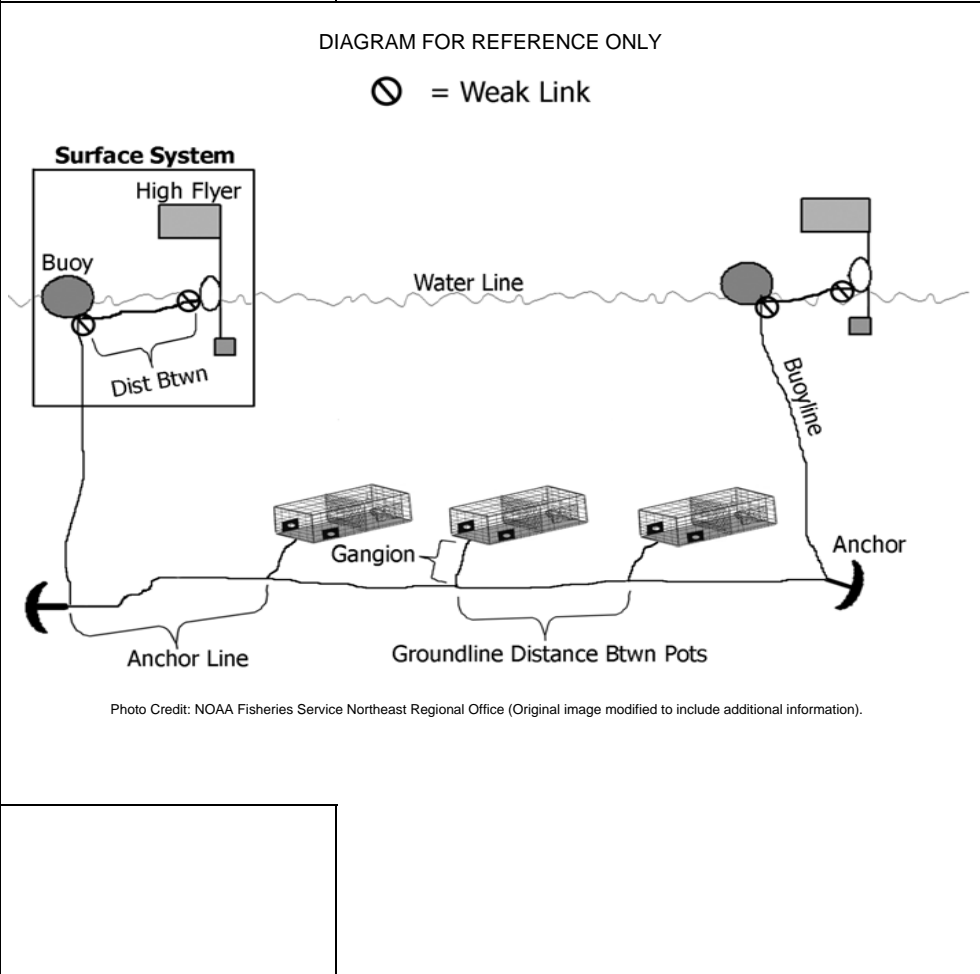 DIAGRAM FOR REFERENCE ONLY
= Weak Link
Surface System
High Flyer
Buoy
Water Line
Dist Btwn
Buoyline
Gangion
Anchor
Anchor Line
Groundline Distance Btwn Pots
Photo Credit: NOAA Fisheries Service Northeast Regional Office (Original image modified to include additional information).